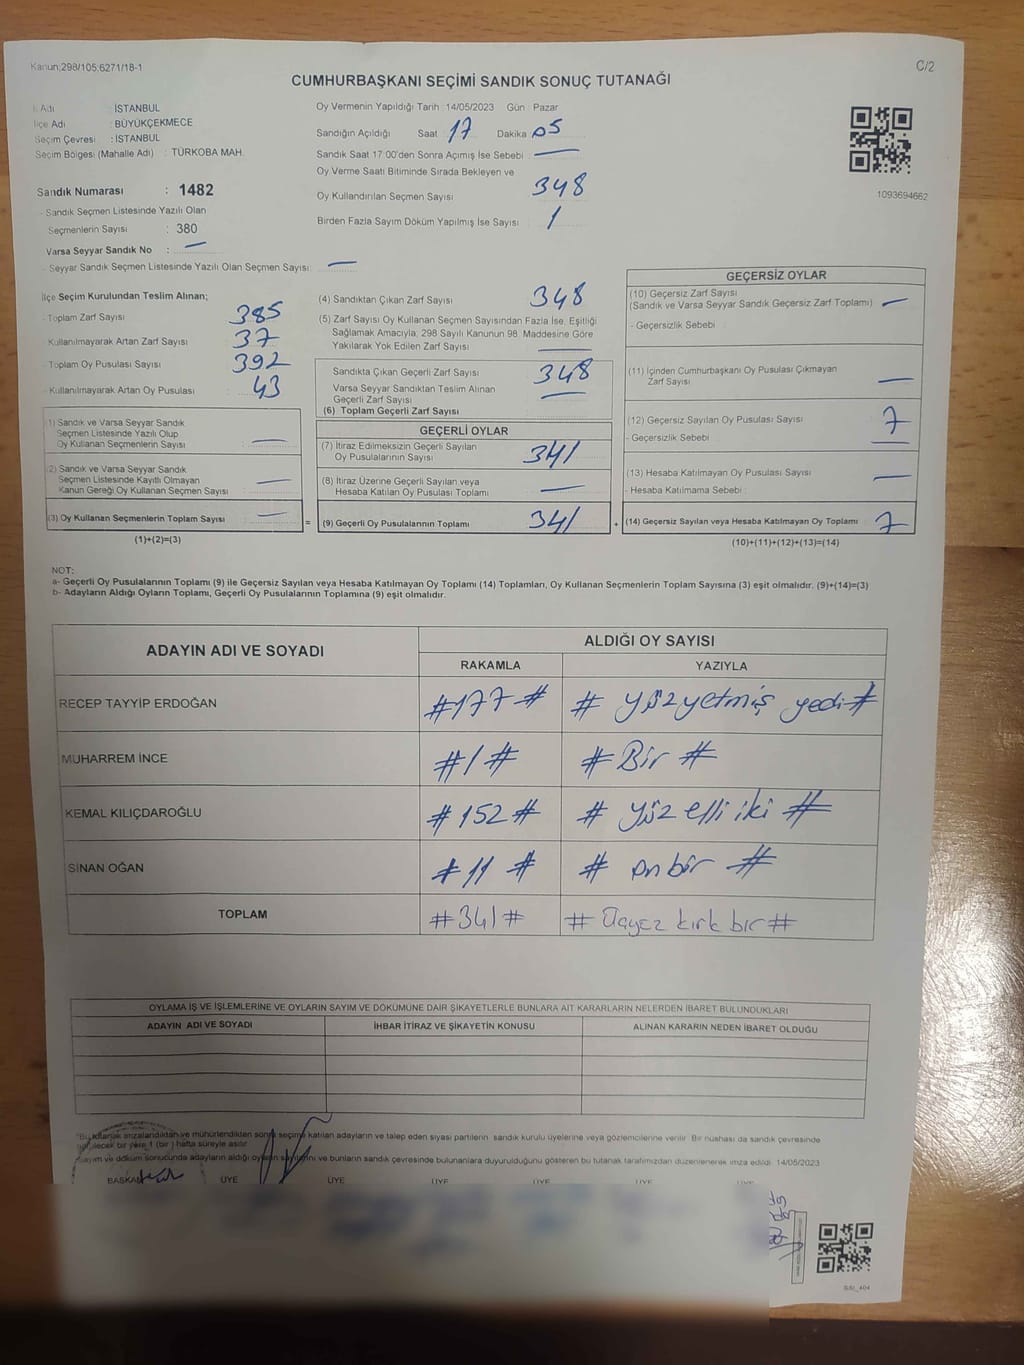 Kanun;298/105;6271/18-1
C/2
CUMHURBAŞKANI SEÇİMİ SANDIK SONUÇ TUTANAĞI
İl Adı : İSTANBUL
İlçe Adı : BÜYÜKÇEKMECE
Seçim Çevresi : İSTANBUL
Seçim Bölgesi (Mahalle Adı) : TÜRKOBA MAH.
Sandık Numarası : 1482
- Sandık Seçmen Listesinde Yazılı Olan
Seçmenlerin Sayısı : 380
Varsa Seyyar Sandık No : —
- Seyyar Sandık Seçmen Listesinde Yazılı Olan Seçmen Sayısı: —
Oy Vermenin Yapıldığı Tarih :14/05/2023 Gün : Pazar
Sandığın Açıldığı Saat 17 Dakika 05
Sandık Saat 17:00'den Sonra Açımış İse Sebebi : —
Oy Verme Saati Bitiminde Sırada Bekleyen ve
Oy Kullandırılan Seçmen Sayısı : 348
Birden Fazla Sayım Döküm Yapılmış İse Sayısı : 1
1093694662
İlçe Seçim Kurulundan Teslim Alınan;
- Toplam Zarf Sayısı : 385
- Kullanılmayarak Artan Zarf Sayısı : 37
- Toplam Oy Pusulası Sayısı : 392
- Kullanılmayarak Artan Oy Pusulası : 43
(1) Sandık ve Varsa Seyyar Sandık
Seçmen Listesinde Yazılı Olup
Oy Kullanan Seçmenlerin Sayısı : —
(2) Sandık ve Varsa Seyyar Sandık
Seçmen Listesinde Kayıtlı Olmayan
Kanun Gereği Oy Kullanan Seçmen Sayısı : —
(3) Oy Kullanan Seçmenlerin Toplam Sayısı : —
(1)+(2)=(3)
(4) Sandıktan Çıkan Zarf Sayısı : 348
(5) Zarf Sayısı Oy Kullanan Seçmen Sayısından Fazla İse, Eşitliği
Sağlamak Amacıyla, 298 Sayılı Kanunun 98. Maddesine Göre
Yakılarak Yok Edilen Zarf Sayısı : —
Sandıkta Çıkan Geçerli Zarf Sayısı : 348
Varsa Seyyar Sandıktan Teslim Alınan
Geçerli Zarf Sayısı : —
(6) Toplam Geçerli Zarf Sayısı :
GEÇERLİ OYLAR
(7) İtiraz Edilmeksizin Geçerli Sayılan
Oy Pusulalarının Sayısı : 341
(8) İtiraz Üzerine Geçerli Sayılan veya
Hesaba Katılan Oy Pusulası Toplamı : —
= (9) Geçerli Oy Pusulalarının Toplamı : 341 +
GEÇERSİZ OYLAR
(10) Geçersiz Zarf Sayısı
(Sandık ve Varsa Seyyar Sandık Geçersiz Zarf Toplamı) : —
- Geçersizlik Sebebi :
(11) İçinden Cumhurbaşkanı Oy Pusulası Çıkmayan
Zarf Sayısı : —
(12) Geçersiz Sayılan Oy Pusulası Sayısı : 7
- Geçersizlik Sebebi : —
(13) Hesaba Katılmayan Oy Pusulası Sayısı : —
- Hesaba Katılmama Sebebi :
(14) Geçersiz Sayılan veya Hesaba Katılmayan Oy Toplamı : 7
(10)+(11)+(12)+(13)=(14)
NOT:
a- Geçerli Oy Pusulalarının Toplamı (9) ile Geçersiz Sayılan veya Hesaba Katılmayan Oy Toplamı (14) Toplamları, Oy Kullanan Seçmenlerin Toplam Sayısına (3) eşit olmalıdır. (9)+(14)=(3)
b- Adayların Aldığı Oyların Toplamı, Geçerli Oy Pusulalarının Toplamına (9) eşit olmalıdır.
ADAYIN ADI VE SOYADI
ALDIĞI OY SAYISI
RAKAMLA YAZIYLA
RECEP TAYYİP ERDOĞAN #177# # Yüzyetmiş yedi#
MUHARREM İNCE #1# # Bir #
KEMAL KILIÇDAROĞLU #152# # Yüz elli iki #
SİNAN OĞAN #11# # on bir #
TOPLAM #341# # Üçyüz kırk bir #
OYLAMA İŞ VE İŞLEMLERİNE VE OYLARIN SAYIM VE DÖKÜMÜNE DAİR ŞİKAYETLERLE BUNLARA AİT KARARLARIN NELERDEN İBARET BULUNDUKLARI
ADAYIN ADI VE SOYADI İHBAR İTİRAZ VE ŞİKAYETİN KONUSU ALINAN KARARIN NEDEN İBARET OLDUĞU
"Bu tutanak imzalandıktan ve mühürlendikten sonra seçime katılan adayların ve talep eden siyasi partilerin sandık kurulu üyelerine veya gözlemcilerine verilir. Bir nüshası da sandık çevresinde
bir yere 1 (bir) hafta süreyle asılır
Sayım ve döküm sonucunda adayların aldığı oyların sayılarını ve bunların sandık çevresinde bulunanlara duyurulduğunu gösteren bu tutanak tarafımızdan düzenlenerek imza edildi. 14/05/2023
BAŞKAN ÜYE ÜYE ÜYE ÜYE ÜYE ÜYE